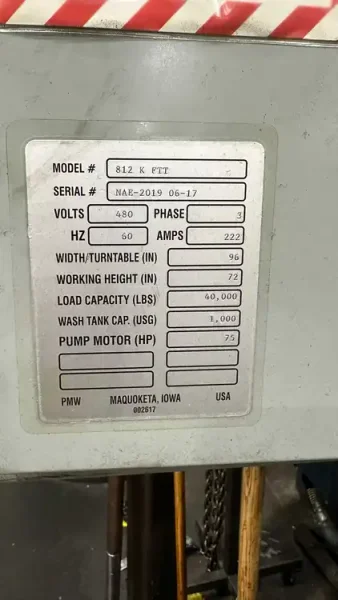 MODEL # 812 K FTT
SERIAL # NAE-2019 06-17
VOLTS 480 PHASE 3
HZ 60 AMPS 222
WIDTH/TURNTABLE (IN) 96
WORKING HEIGHT (IN) 72
LOAD CAPACITY (LBS) 40,000
WASH TANK CAP. (USG) 1,000
PUMP MOTOR (HP) 75
PMW MAQUOKETA, IOWA USA
002617